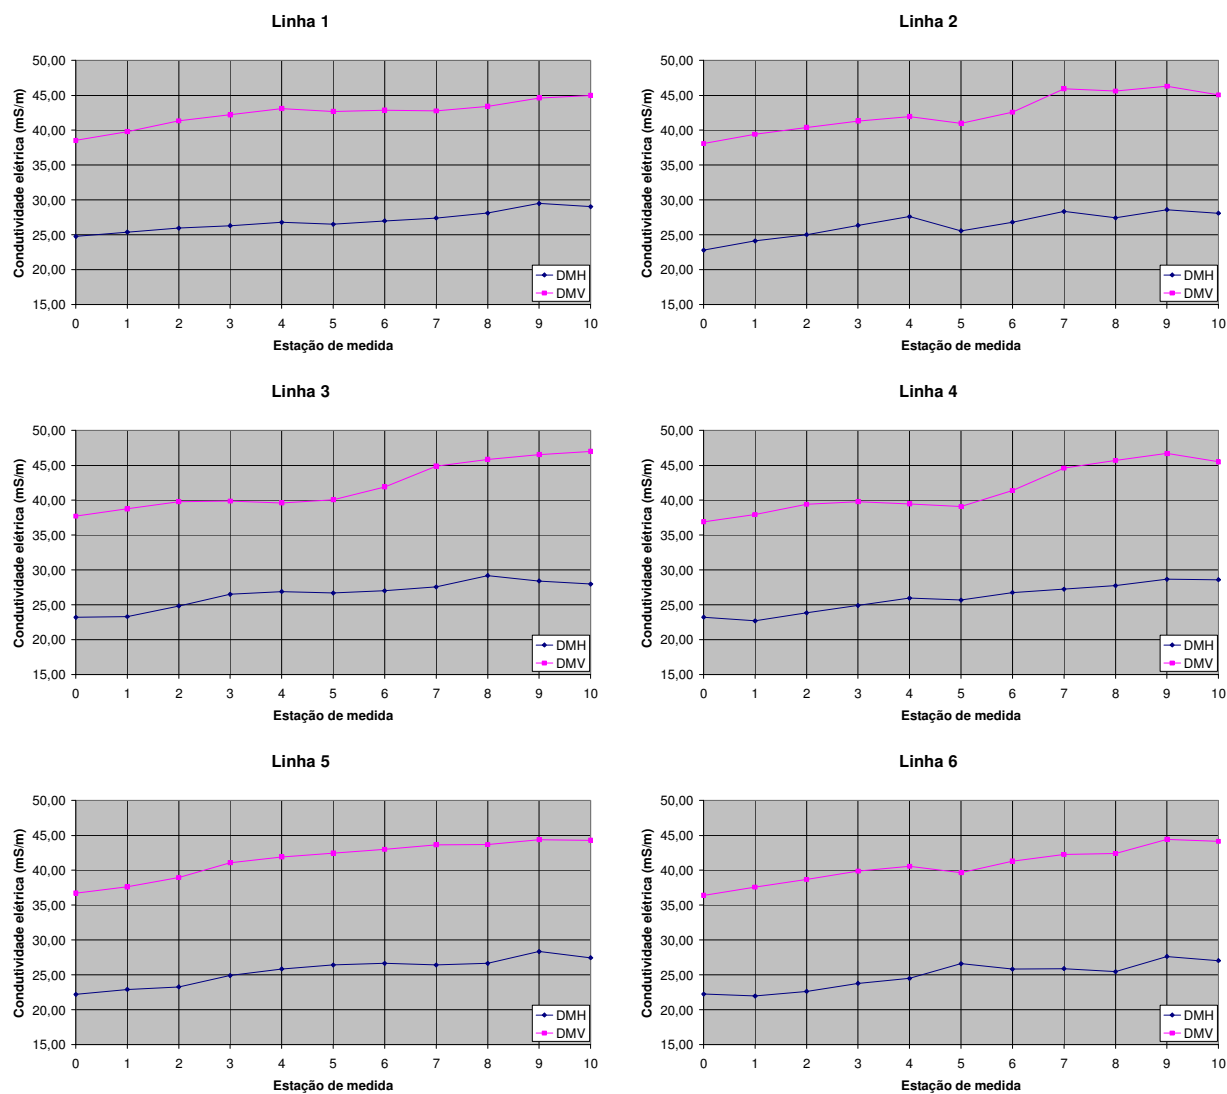 Linha 1
Condutividade elétrica (mS/m)
50,00
45,00
40,00
35,00
30,00
25,00
20,00
15,00
0 1 2 3 4 5 6 7 8 9 10
Estação de medida
DMH
DMV
Linha 2
Condutividade elétrica (mS/m)
50,00
45,00
40,00
35,00
30,00
25,00
20,00
15,00
0 1 2 3 4 5 6 7 8 9 10
Estação de medida
DMH
DMV
Linha 3
Condutividade elétrica (mS/m)
50,00
45,00
40,00
35,00
30,00
25,00
20,00
15,00
0 1 2 3 4 5 6 7 8 9 10
Estação de medida
DMH
DMV
Linha 4
Condutividade elétrica (mS/m)
50,00
45,00
40,00
35,00
30,00
25,00
20,00
15,00
0 1 2 3 4 5 6 7 8 9 10
Estação de medida
DMH
DMV
Linha 5
Condutividade elétrica (mS/m)
50,00
45,00
40,00
35,00
30,00
25,00
20,00
15,00
0 1 2 3 4 5 6 7 8 9 10
Estação de medida
DMH
DMV
Linha 6
Condutividade elétrica (mS/m)
50,00
45,00
40,00
35,00
30,00
25,00
20,00
15,00
0 1 2 3 4 5 6 7 8 9 10
Estação de medida
DMH
DMV